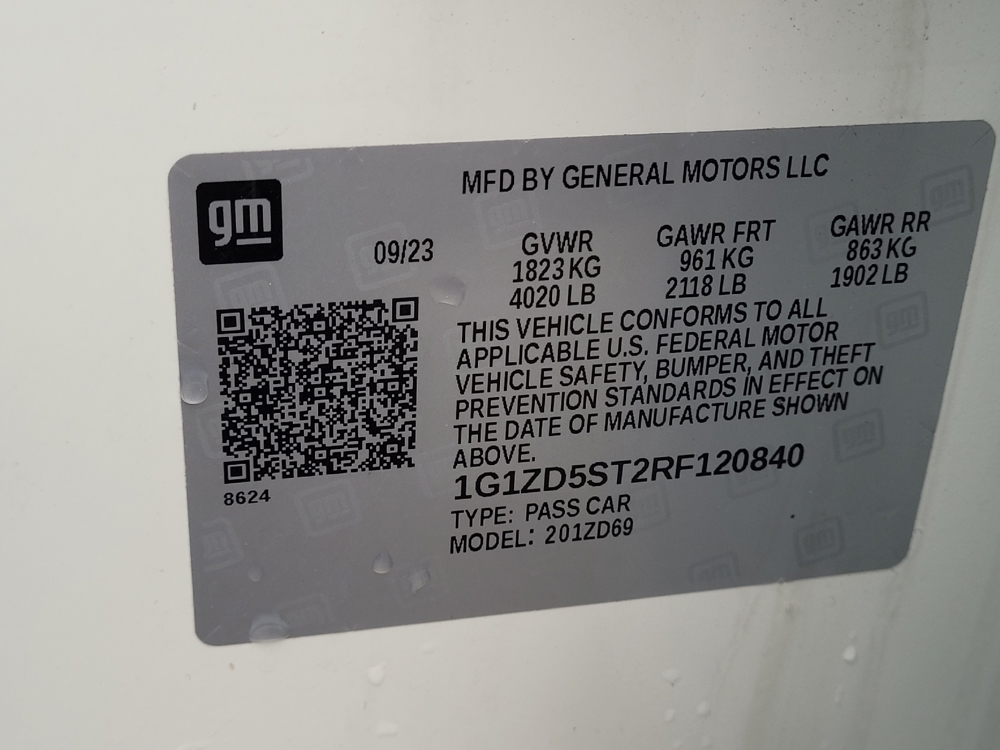 gm
MFD BY GENERAL MOTORS LLC
09/23 GVWR GAWR FRT GAWR RR
1823 KG 961 KG 863 KG
4020 LB 2118 LB 1902 LB
THIS VEHICLE CONFORMS TO ALL
APPLICABLE U.S. FEDERAL MOTOR
VEHICLE SAFETY, BUMPER, AND THEFT
PREVENTION STANDARDS IN EFFECT ON
THE DATE OF MANUFACTURE SHOWN
ABOVE.
8624
1G1ZD5ST2RF120840
TYPE: PASS CAR
MODEL: 201ZD69